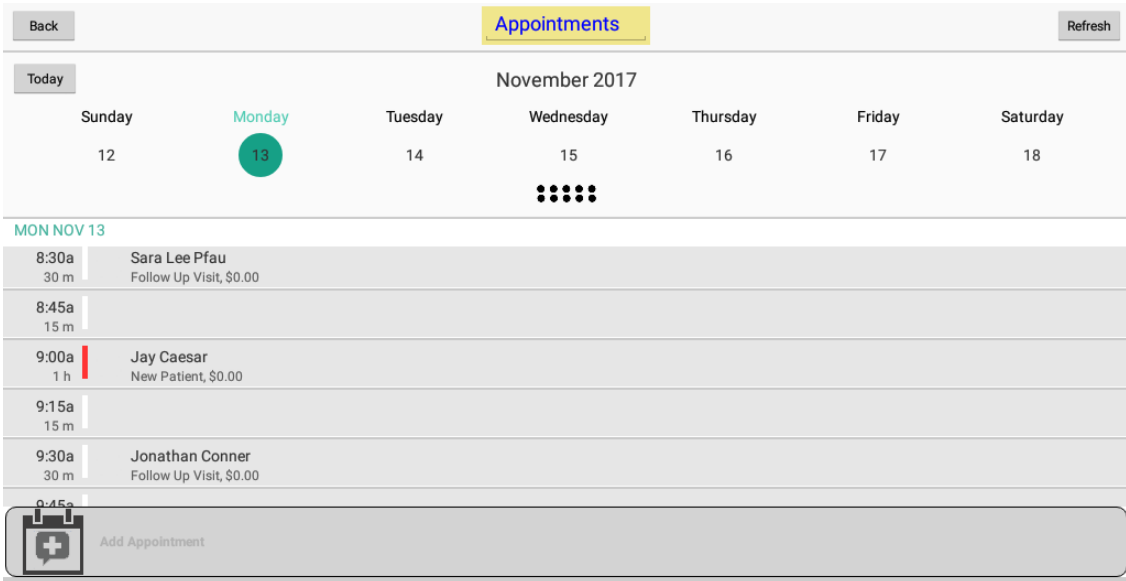 Back
Appointments
Refresh
Today
November 2017
Sunday Monday Tuesday Wednesday Thursday Friday Saturday
12 13 14 15 16 17 18
MON NOV 13
8:30a Sara Lee Pfau
30 m Follow Up Visit, $0.00
8:45a
15 m
9:00a Jay Caesar
1 h New Patient, $0.00
9:15a
15 m
9:30a Jonathan Conner
30 m Follow Up Visit, $0.00
9:45a
Add Appointment